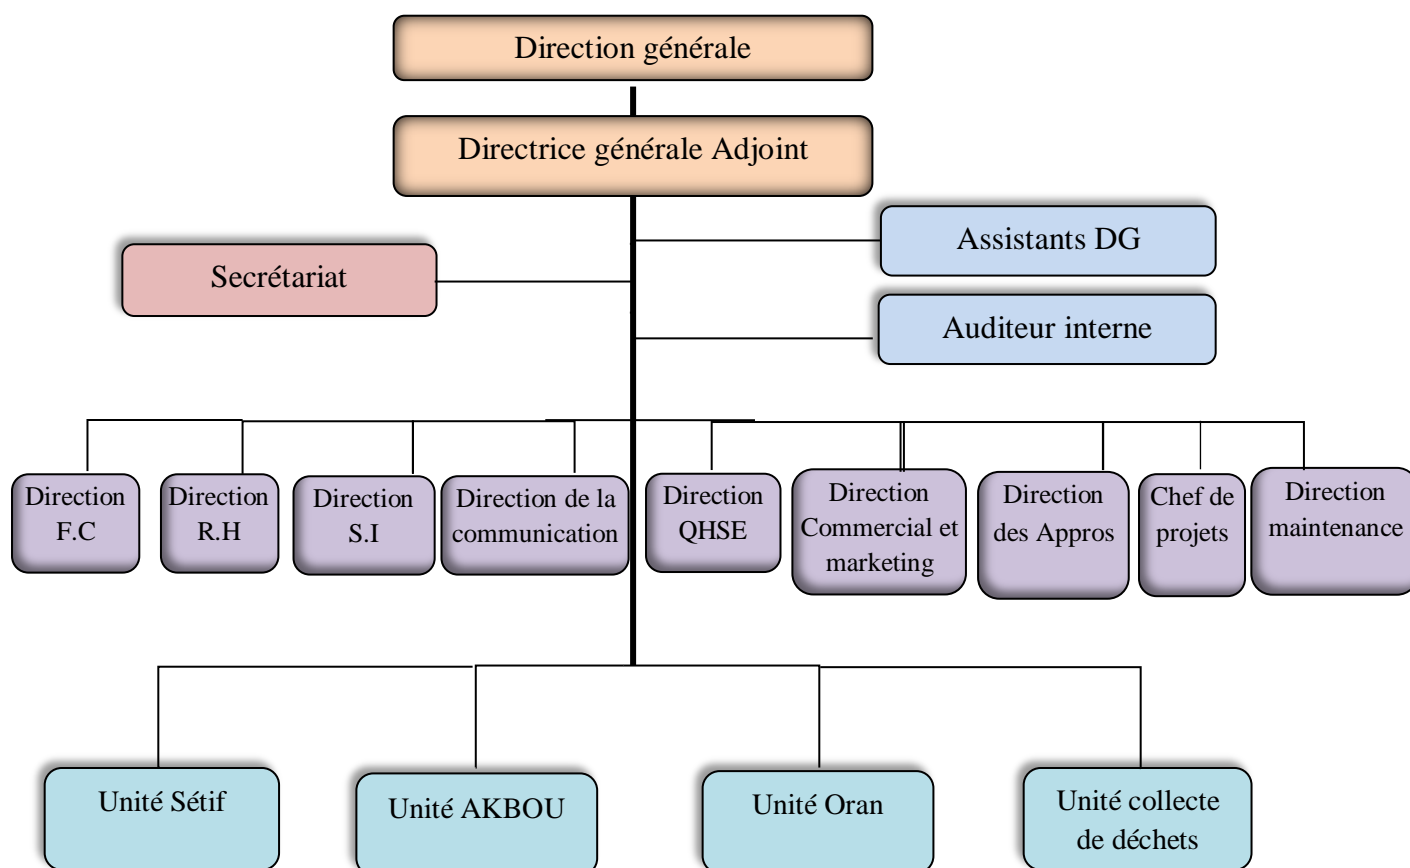 Direction générale
Directrice générale Adjoint
Assistants DG
Secrétariat
Auditeur interne
Direction
F.C
Direction
R.H
Direction
S.I
Direction de la
communication
Direction
QHSE
Direction
Commercial et
marketing
Direction
des Appros
Chef de
projets
Direction
maintenance
Unité Sétif
Unité AKBOU
Unité Oran
Unité collecte
de déchets